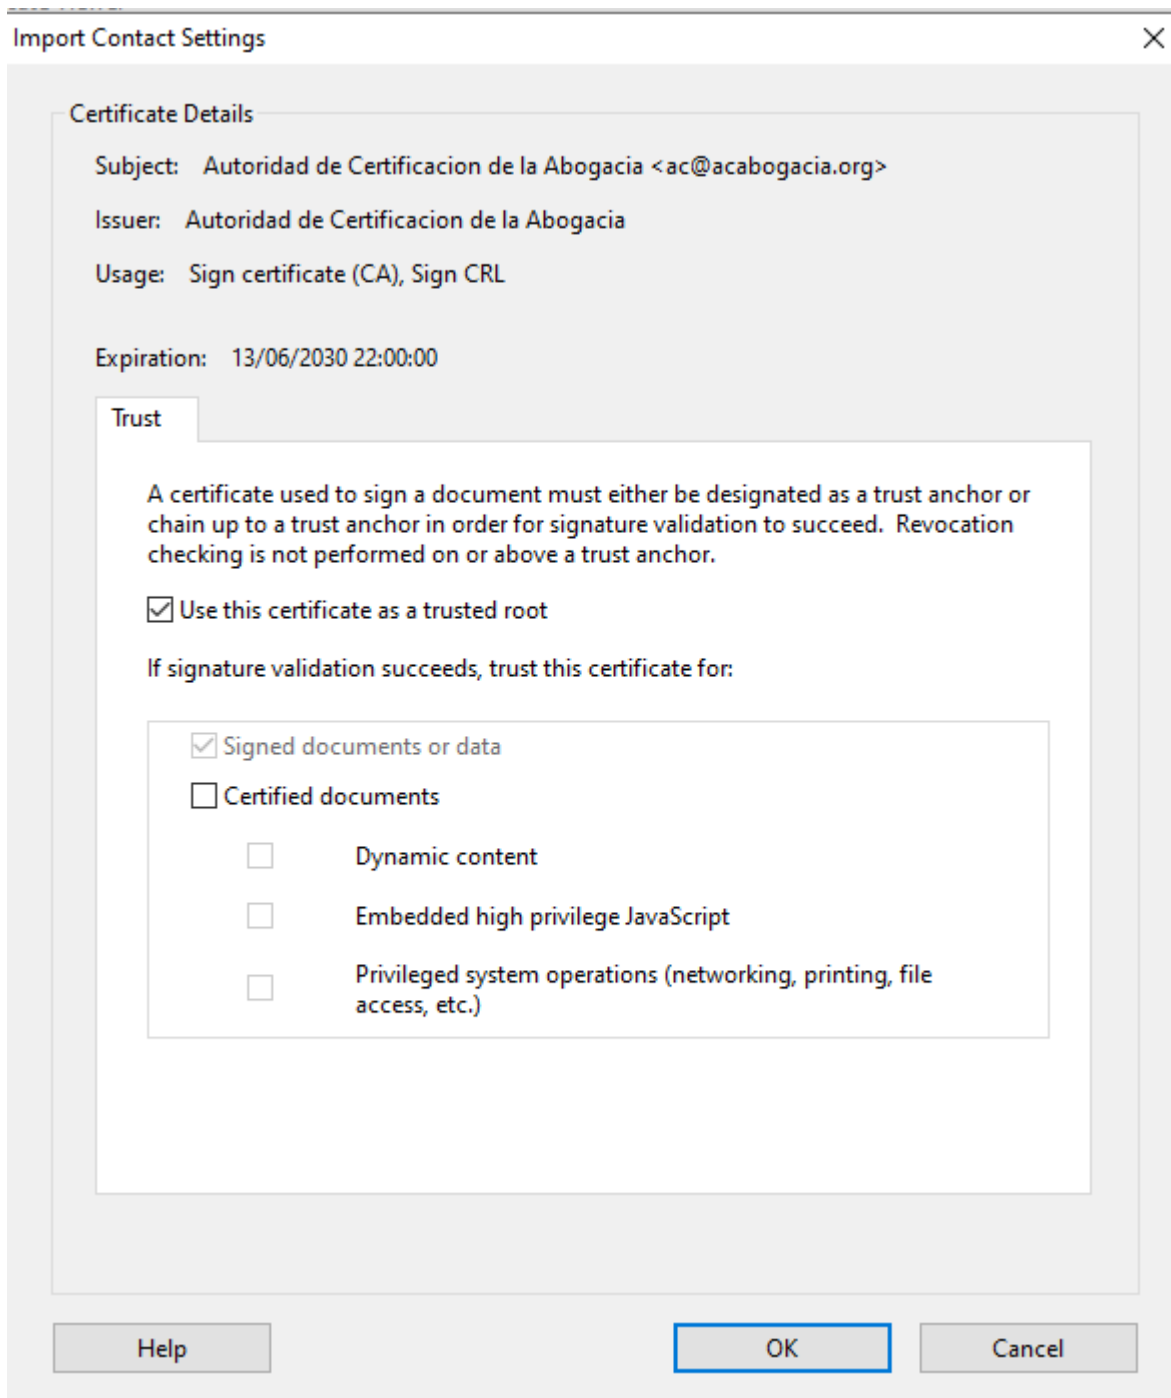 Import Contact Settings
Certificate Details
Subject: Autoridad de Certificacion de la Abogacia <ac@acabogacia.org>
Issuer: Autoridad de Certificacion de la Abogacia
Usage: Sign certificate (CA), Sign CRL
Expiration: 13/06/2030 22:00:00
Trust
A certificate used to sign a document must either be designated as a trust anchor or
chain up to a trust anchor in order for signature validation to succeed.  Revocation
checking is not performed on or above a trust anchor.
Use this certificate as a trusted root
If signature validation succeeds, trust this certificate for:
Signed documents or data
Certified documents
Dynamic content
Embedded high privilege JavaScript
Privileged system operations (networking, printing, file
access, etc.)
Help
OK
Cancel